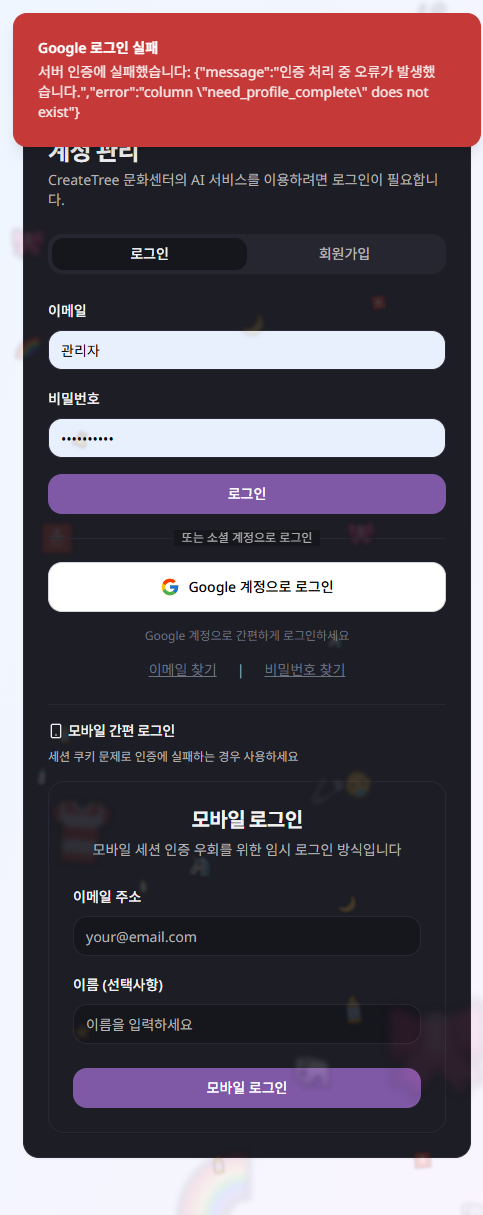 Google 로그인 실패
서버 인증에 실패했습니다: {"message":"인증 처리 중 오류가 발생했
습니다.","error":"column \"need_profile_complete\" does not
exist"}
계정 관리
CreateTree 문화센터의 AI 서비스를 이용하려면 로그인이 필요합니
다.
로그인
회원가입
이메일
관리자
비밀번호
••••••••••
로그인
또는 소셜 계정으로 로그인
Google 계정으로 로그인
Google 계정으로 간편하게 로그인하세요
이메일 찾기 | 비밀번호 찾기
모바일 간편 로그인
세션 쿠키 문제로 인증에 실패하는 경우 사용하세요
모바일 로그인
모바일 세션 인증 우회를 위한 임시 로그인 방식입니다
이메일 주소
your@email.com
이름 (선택사항)
이름을 입력하세요
모바일 로그인